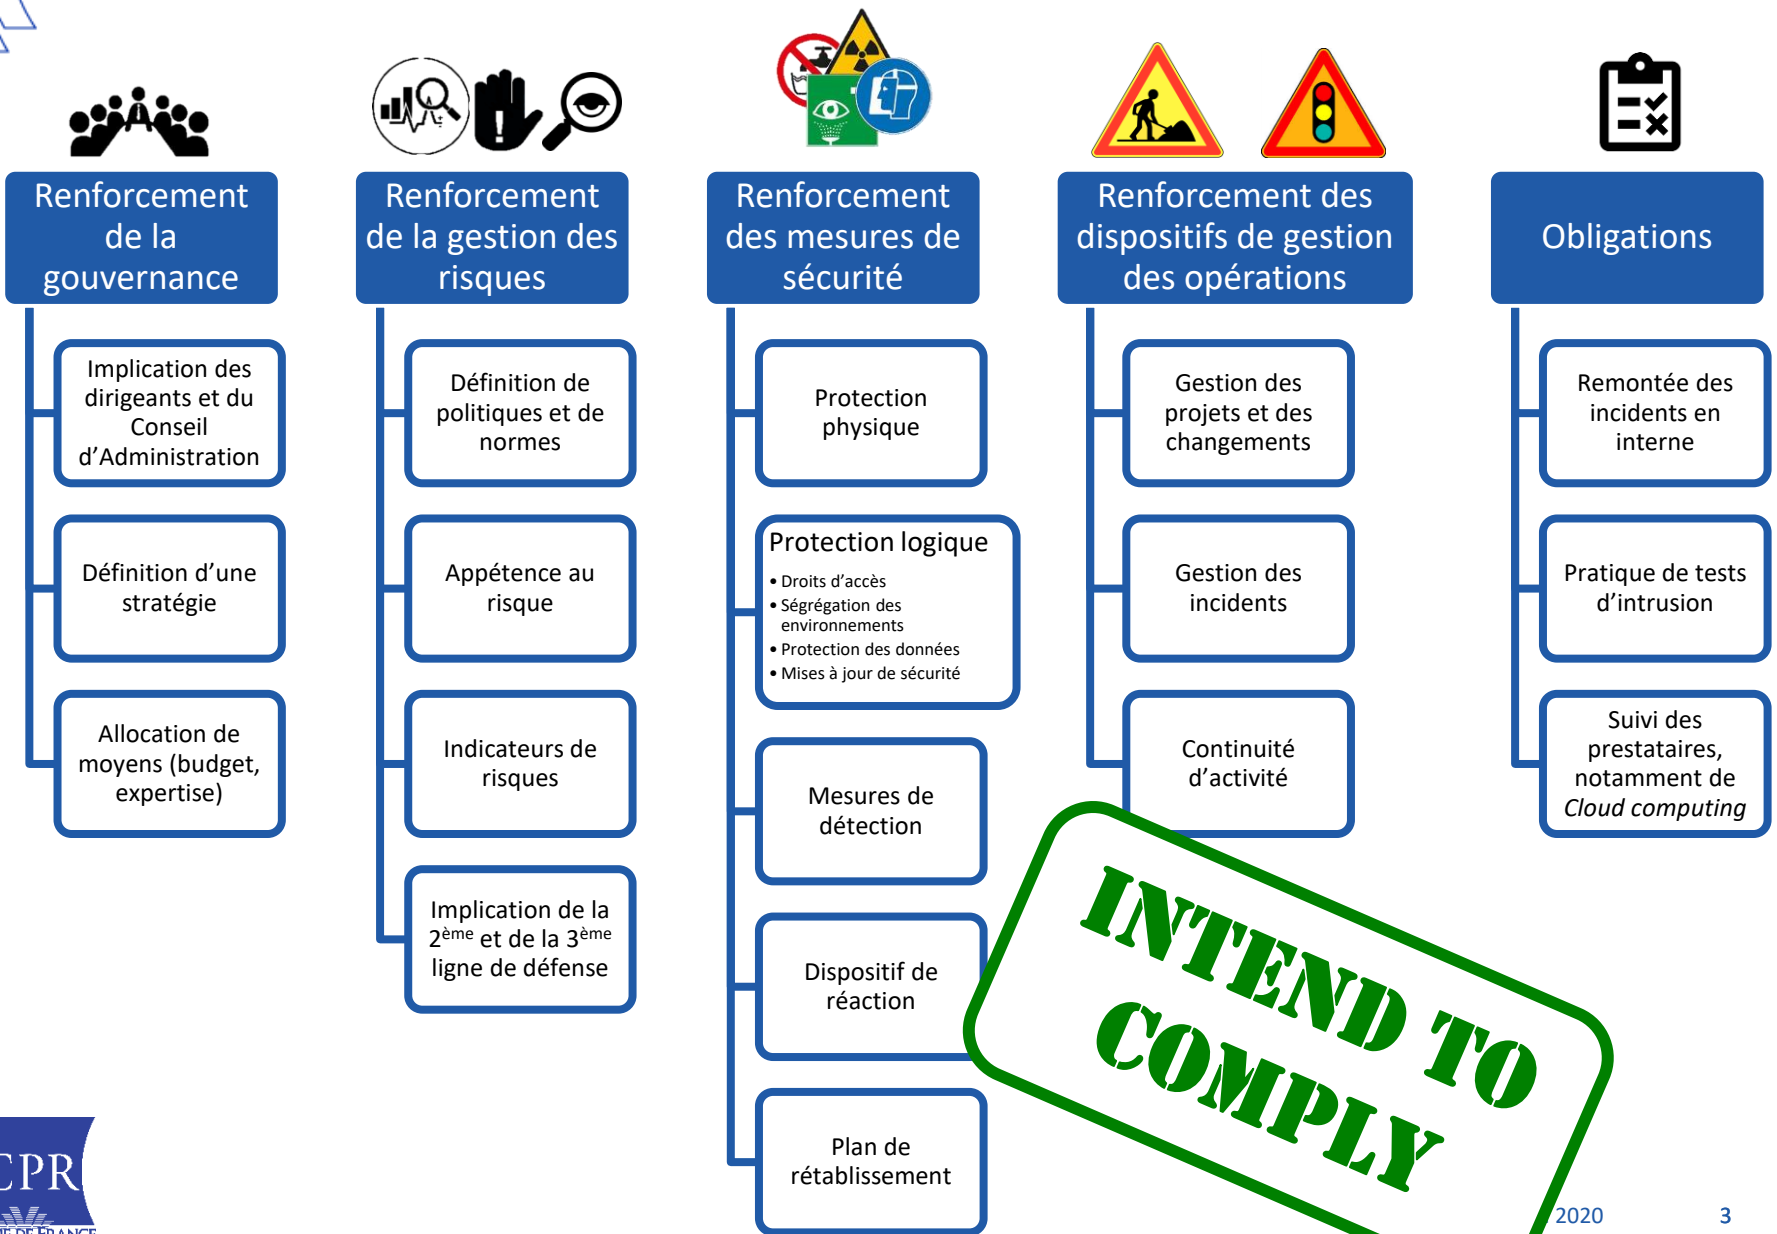 Renforcement
de la
gouvernance
Implication des
dirigeants et du
Conseil
d’Administration
Définition d’une
stratégie
Allocation de
moyens (budget,
expertise)
Renforcement
de la gestion des
risques
Définition de
politiques et de
normes
Appétence au
risque
Indicateurs de
risques
Implication de la
2ème et de la 3ème
ligne de défense
Renforcement
des mesures de
sécurité
Protection
physique
Protection logique
• Droits d’accès
• Ségrégation des
environnements
• Protection des données
• Mises à jour de sécurité
Mesures de
détection
Dispositif de
réaction
Plan de
rétablissement
Renforcement des
dispositifs de gestion
des opérations
Gestion des
projets et des
changements
Gestion des
incidents
Continuité
d’activité
Obligations
Remontée des
incidents en
interne
Pratique de tests
d’intrusion
Suivi des
prestataires,
notamment de
Cloud computing
INTEND TO
COMPLY
CPR
DE FRANCE
2020
3